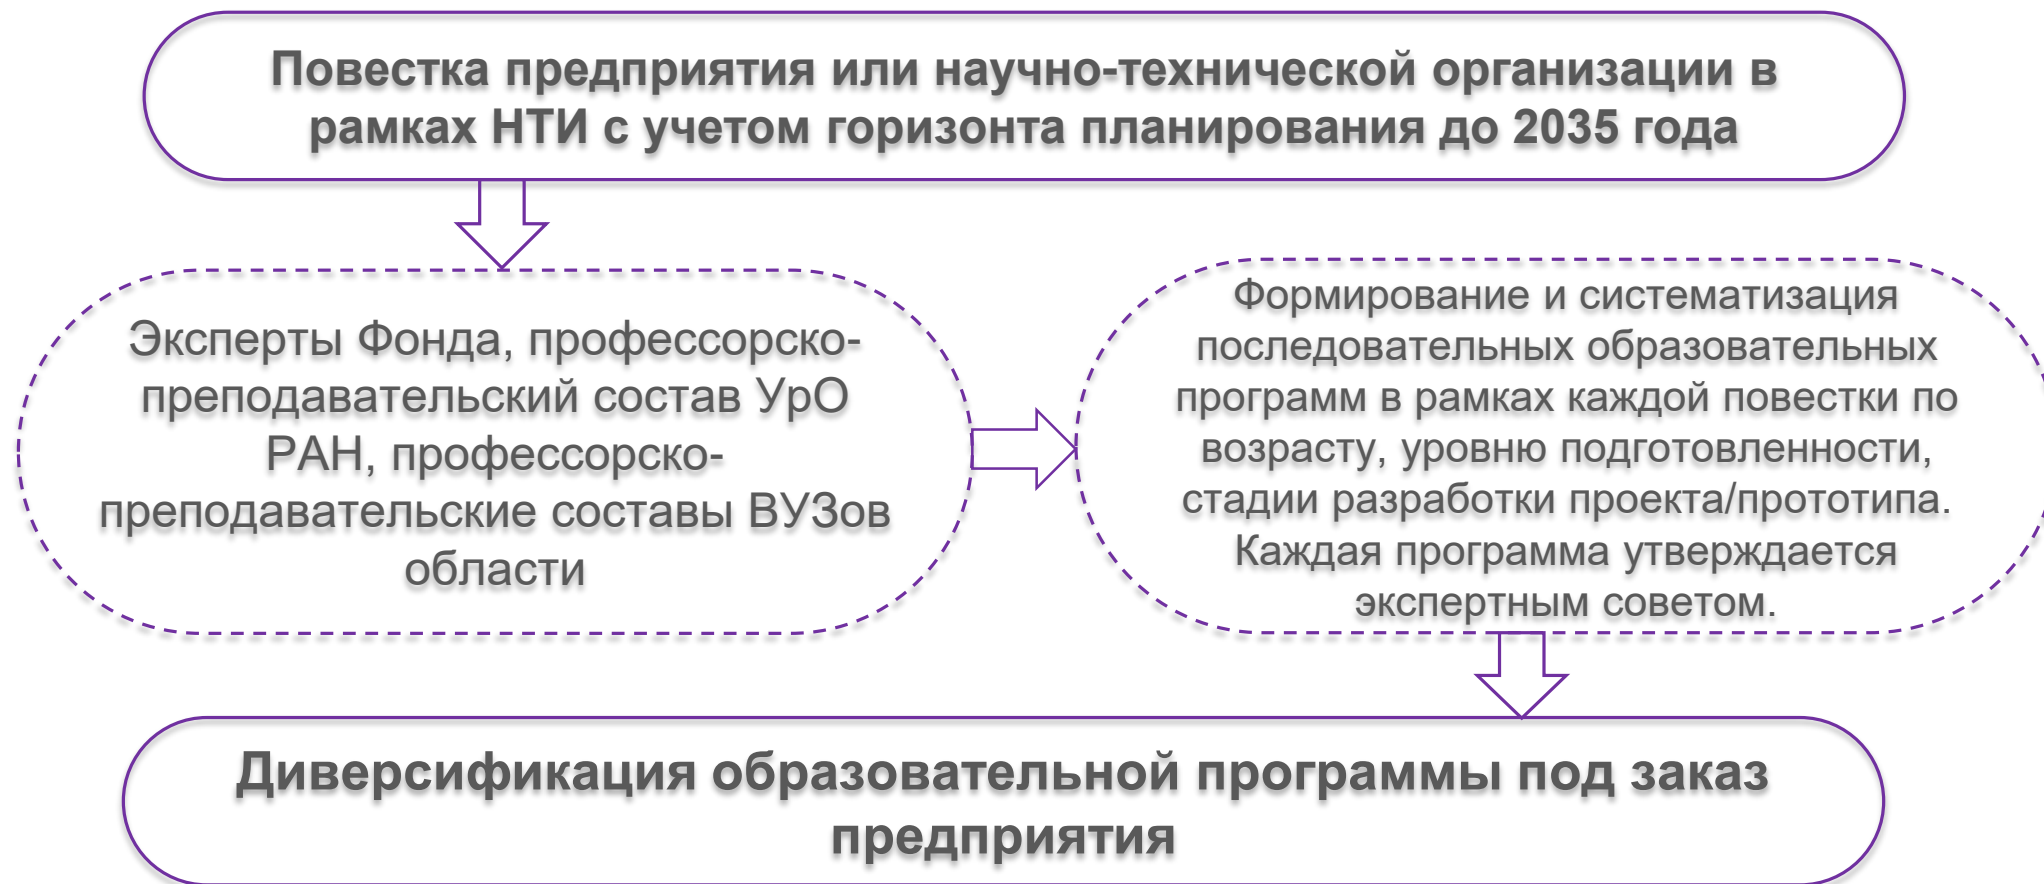 Повестка предприятия или научно-технической организации в
рамках НТИ с учетом горизонта планирования до 2035 года
Эксперты Фонда, профессорско-
преподавательский состав УрО
РАН, профессорско-
преподавательские составы ВУЗов
области
Формирование и систематизация
последовательных образовательных
программ в рамках каждой повестки по
возрасту, уровню подготовленности,
стадии разработки проекта/прототипа.
Каждая программа утверждается
экспертным советом.
Диверсификация образовательной программы под заказ
предприятия